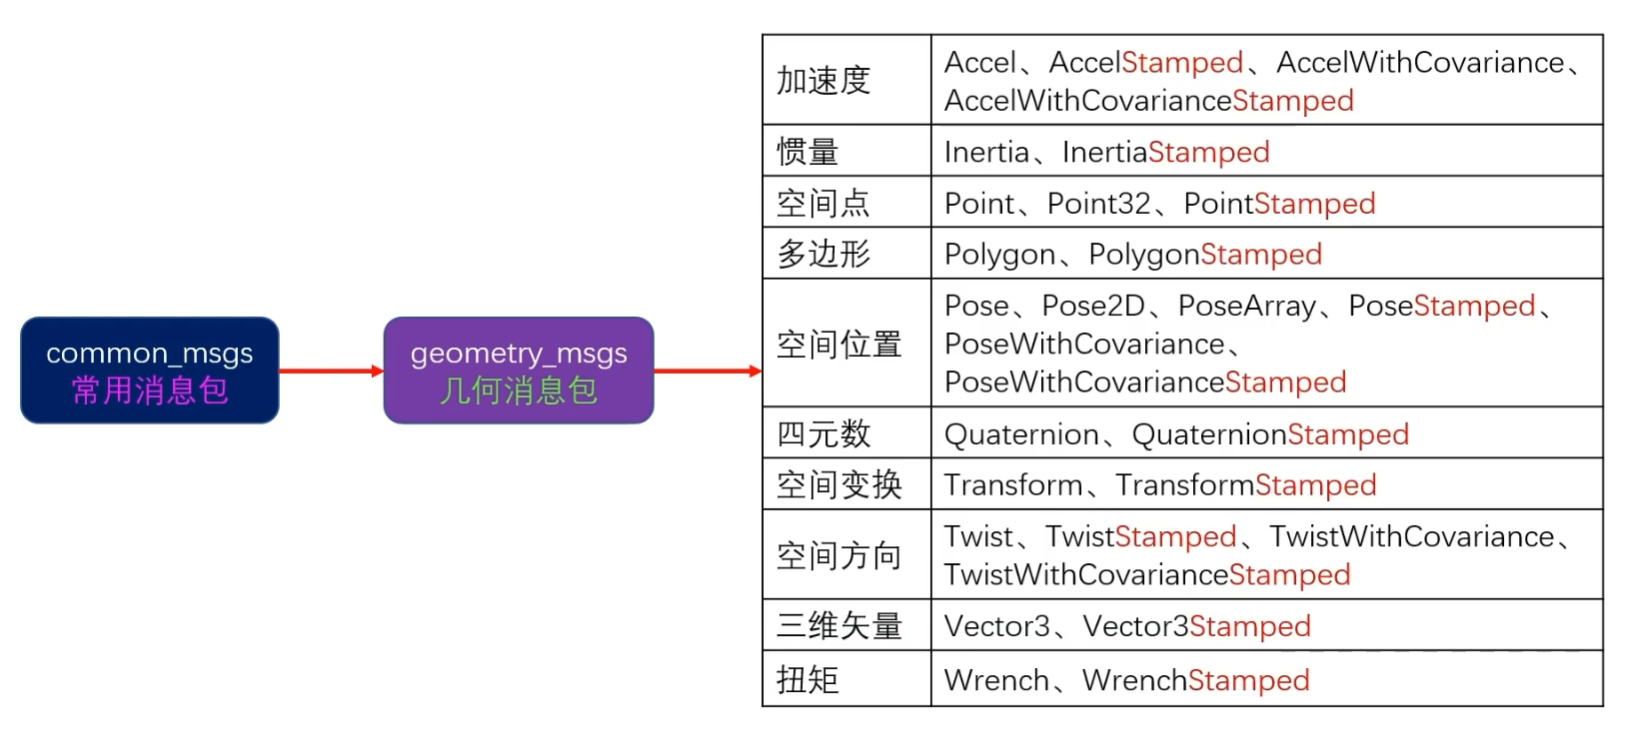 common_msgs
常用消息包
geometry_msgs
几何消息包
加速度
Accel、AccelStamped、AccelWithCovariance、
AccelWithCovarianceStamped
惯量
Inertia、InertiaStamped
空间点
Point、Point32、PointStamped
多边形
Polygon、PolygonStamped
空间位置
Pose、Pose2D、PoseArray、PoseStamped、
PoseWithCovariance、
PoseWithCovarianceStamped
四元数
Quaternion、QuaternionStamped
空间变换
Transform、TransformStamped
空间方向
Twist、TwistStamped、TwistWithCovariance、
TwistWithCovarianceStamped
三维矢量
Vector3、Vector3Stamped
扭矩
Wrench、WrenchStamped